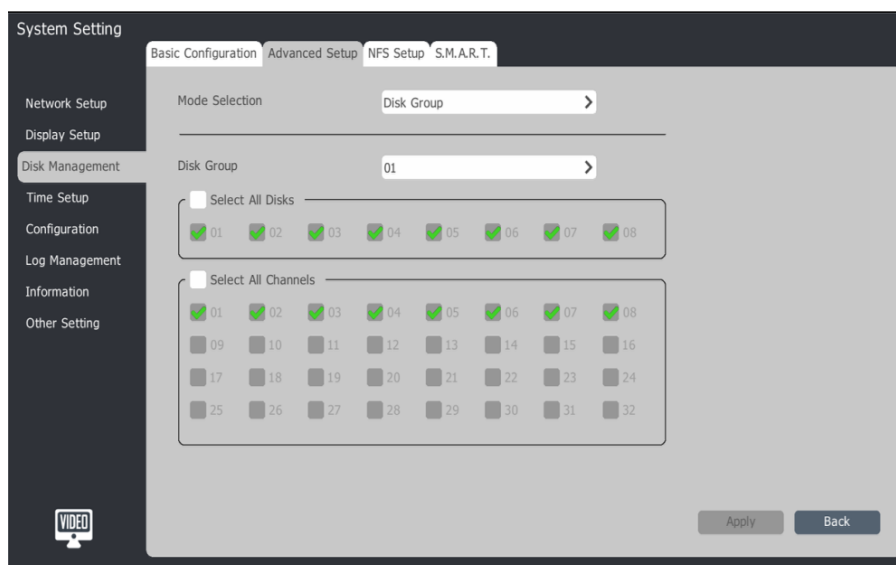 System Setting
Basic Configuration Advanced Setup NFS Setup S.M.A.R.T.
Network Setup
Display Setup
Disk Management
Time Setup
Configuration
Log Management
Information
Other Setting
Mode Selection Disk Group
Disk Group 01
Select All Disks
01 02 03 04 05 06 07 08
Select All Channels
01 02 03 04 05 06 07 08
09 10 11 12 13 14 15 16
17 18 19 20 21 22 23 24
25 26 27 28 29 30 31 32
VIDEO
Apply Back